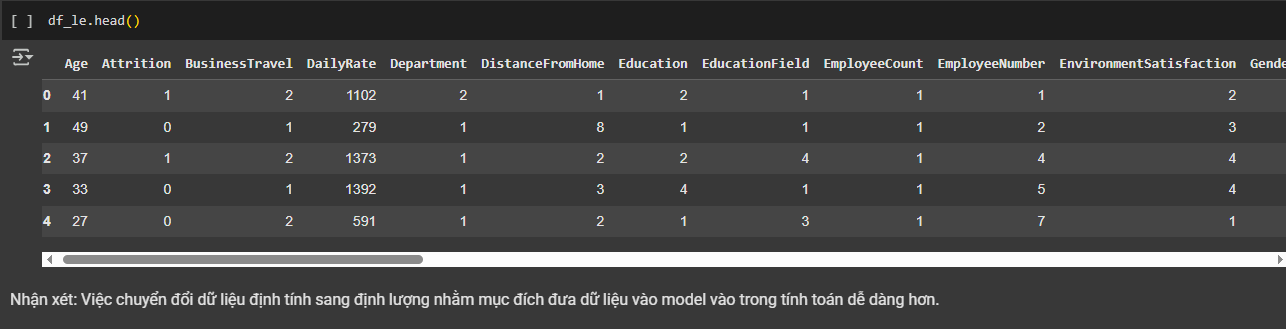 [ ] df_le.head()
Age Attrition BusinessTravel DailyRate Department DistanceFromHome Education EducationField EmployeeCount EmployeeNumber EnvironmentSatisfaction Gende
0 41 1 2 1102 2 1 2 1 1 1 2
1 49 0 1 279 1 8 1 1 1 2 3
2 37 1 2 1373 1 2 2 4 1 4 4
3 33 0 1 1392 1 3 4 1 1 5 4
4 27 0 2 591 1 2 1 3 1 7 1
Nhận xét: Việc chuyển đổi dữ liệu định tính sang định lượng nhằm mục đích đưa dữ liệu vào model vào trong tính toán dễ dàng hơn.